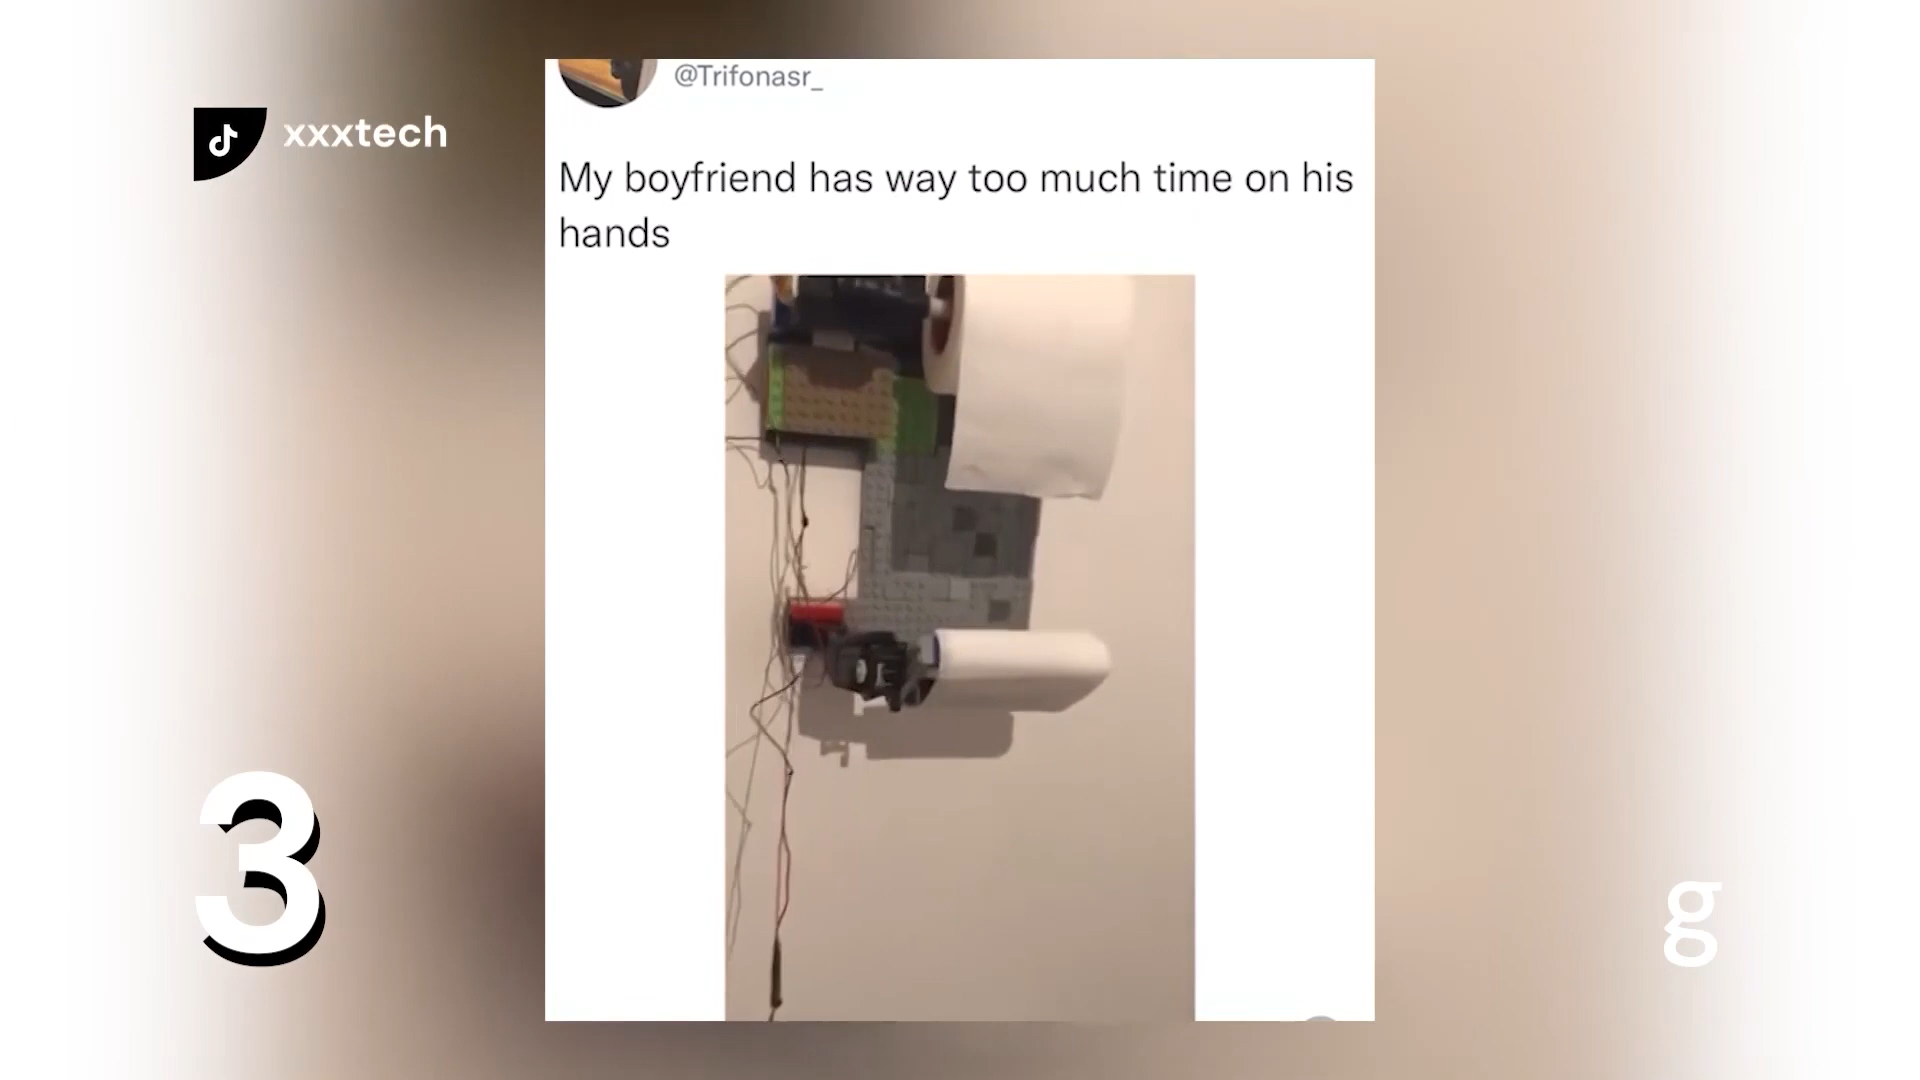 @Trifonasr_
xxxtech
My boyfriend has way too much time on his
hands
3
g